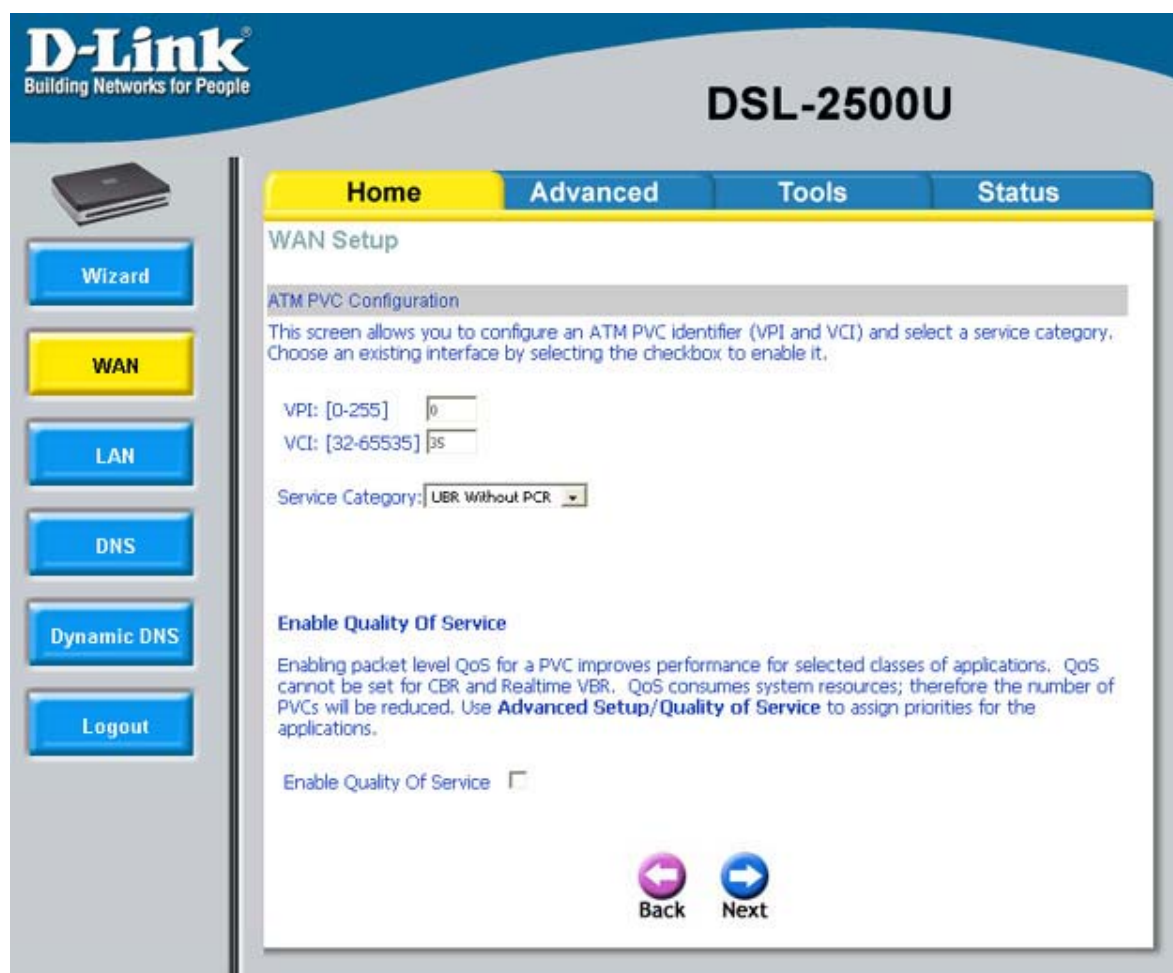 D-Link
Building Networks for People
DSL-2500U
Home
Advanced
Tools
Status
Wizard
WAN
LAN
DNS
Dynamic DNS
Logout
WAN Setup
ATM PVC Configuration
This screen allows you to configure an ATM PVC identifier (VPI and VCI) and select a service category.
Choose an existing interface by selecting the checkbox to enable it.
VPI: [0-255] 0
VCI: [32-65535] 35
Service Category: UBR Without PCR
Enable Quality Of Service
Enabling packet level QoS for a PVC improves performance for selected classes of applications. QoS
cannot be set for CBR and Realtime VBR. QoS consumes system resources; therefore the number of
PVCs will be reduced. Use Advanced Setup/Quality of Service to assign priorities for the
applications.
Enable Quality Of Service
Back
Next